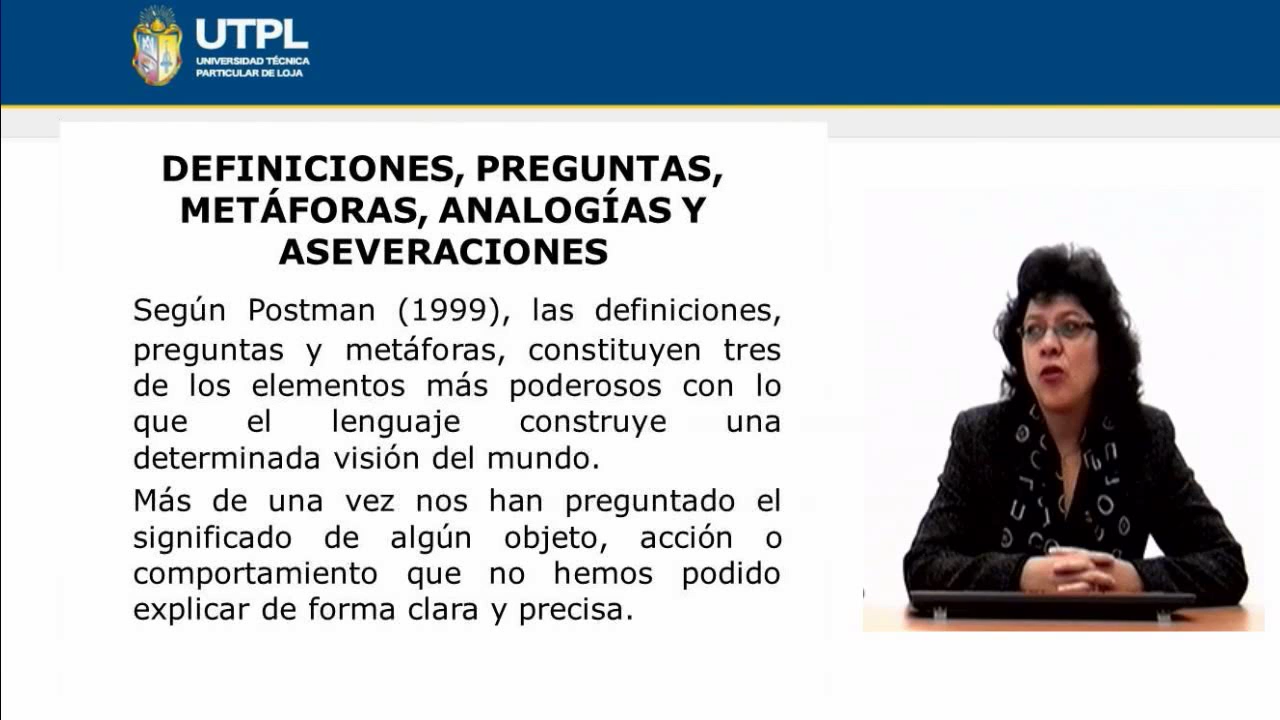 UTPL
UNIVERSIDAD TÉCNICA
PARTICULAR DE LOJA
DEFINICIONES, PREGUNTAS,
METÁFORAS, ANALOGÍAS Y
ASEVERACIONES
Según Postman (1999), las definiciones,
preguntas y metáforas, constituyen tres
de los elementos más poderosos con lo
que el lenguaje construye una
determinada visión del mundo.
Más de una vez nos han preguntado el
significado de algún objeto, acción o
comportamiento que no hemos podido
explicar de forma clara y precisa.